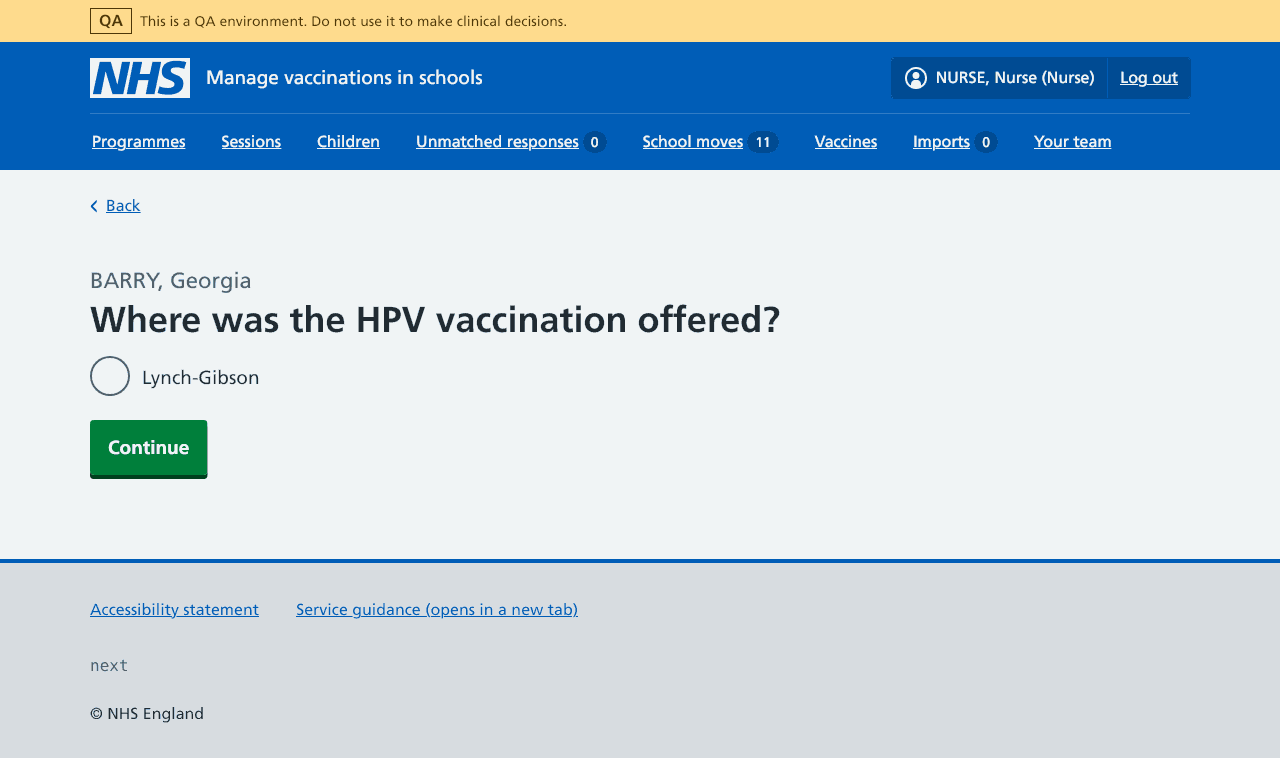 QA This is a QA environment. Do not use it to make clinical decisions.
NHS Manage vaccinations in schools NURSE, Nurse (Nurse) Log out
Programmes Sessions Children Unmatched responses 0 School moves 11 Vaccines Imports 0 Your team
Back
BARRY, Georgia
Where was the HPV vaccination offered?
Lynch-Gibson
Continue
Accessibility statement Service guidance (opens in a new tab)
next
© NHS England